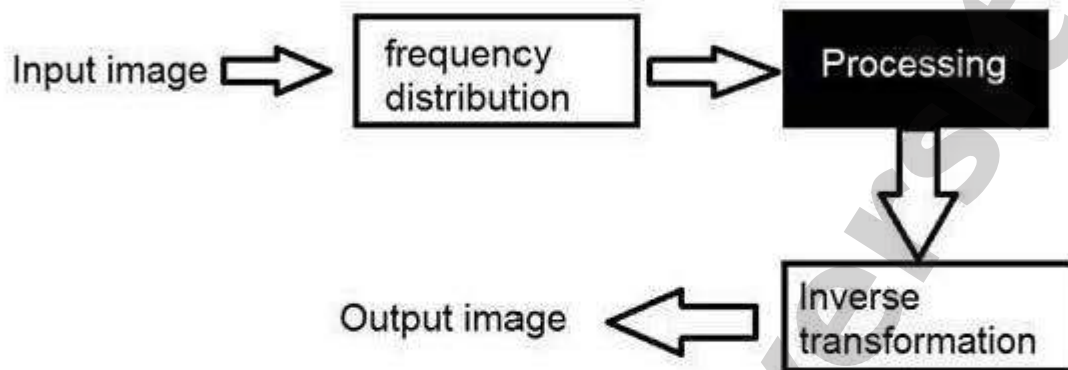 Input image
frequency
distribution
Processing
Inverse
transformation
Output image